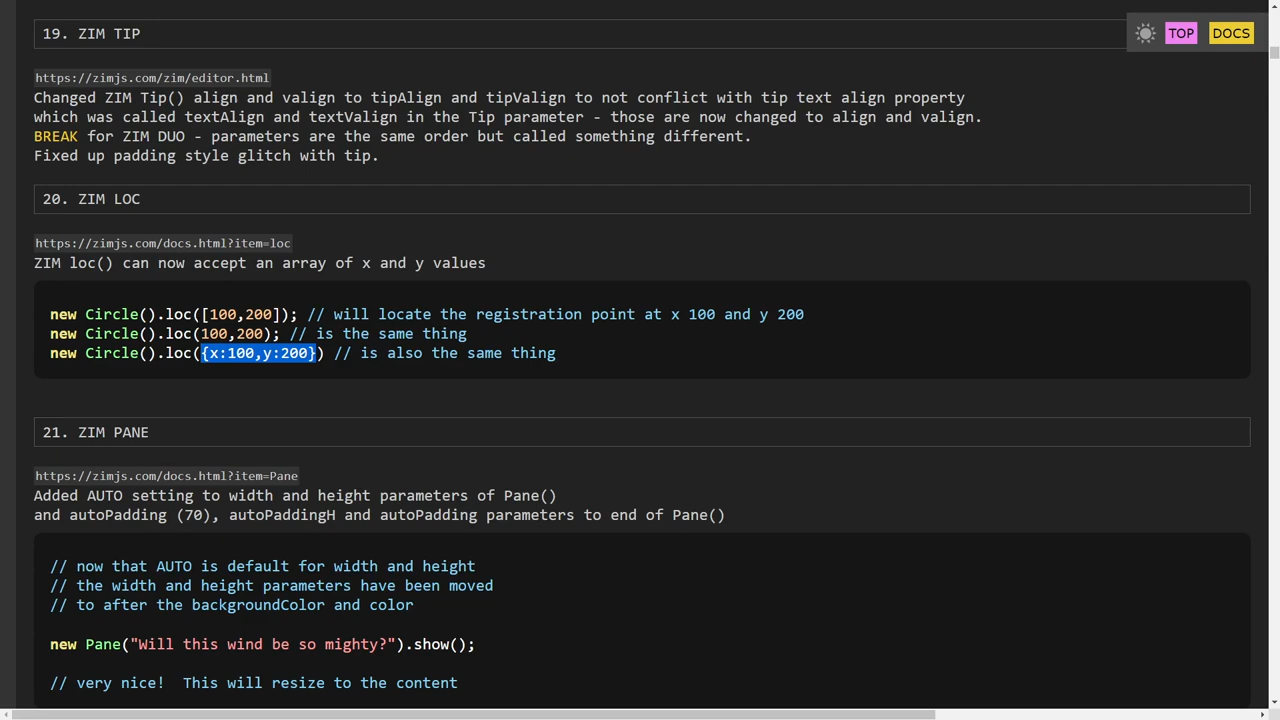 19. ZIM TIP
TOP
DOCS
https://zimjs.com/zim/editor.html
Changed ZIM Tip() align and valign to tipAlign and tipValign to not conflict with tip text align property
which was called textAlign and textValign in the Tip parameter - those are now changed to align and valign.
BREAK for ZIM DUO - parameters are the same order but called something different.
Fixed up padding style glitch with tip.
20. ZIM LOC
https://zimjs.com/docs.html?item=loc
ZIM loc() can now accept an array of x and y values
new Circle().loc([100,200]); // will locate the registration point at x 100 and y 200
new Circle().loc(100,200); // is the same thing
new Circle().loc({x:100,y:200}) // is also the same thing
21. ZIM PANE
https://zimjs.com/docs.html?item=Pane
Added AUTO setting to width and height parameters of Pane()
and autoPadding (70), autoPaddingH and autoPadding parameters to end of Pane()
// now that AUTO is default for width and height
// the width and height parameters have been moved
// to after the backgroundColor and color
new Pane("Will this wind be so mighty?").show();
// very nice!  This will resize to the content